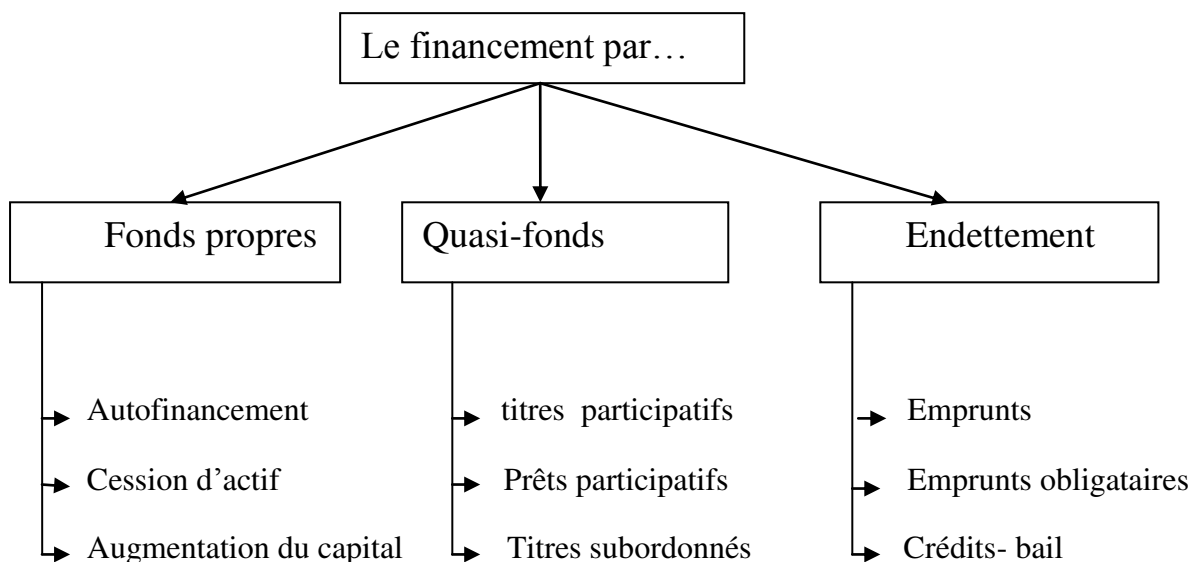 Le financement par…
Fonds propres
Quasi-fonds
Endettement
Autofinancement
Cession d'actif
Augmentation du capital
titres participatifs
Prêts participatifs
Titres subordonnés
Emprunts
Emprunts obligataires
Crédits- bail